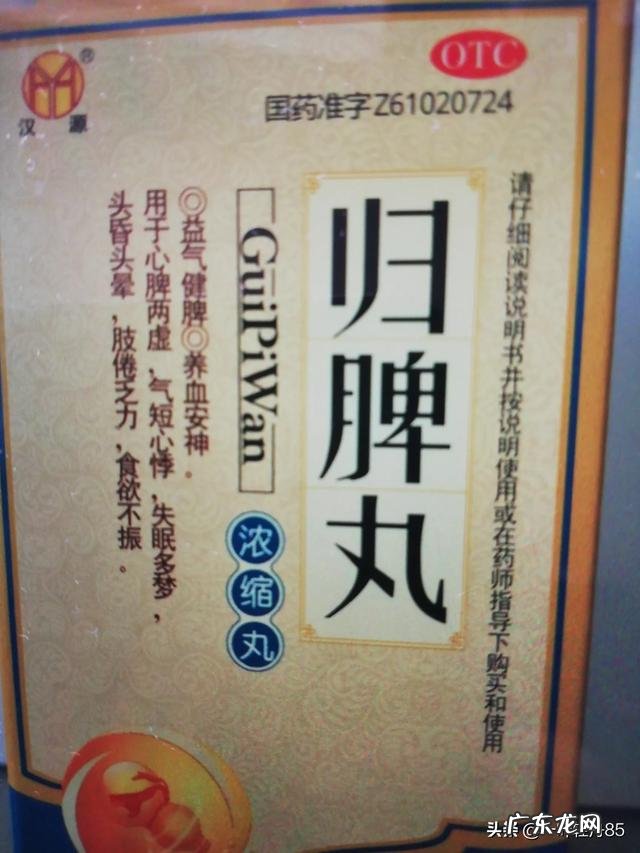 汉源®
OTC
国药准字Z61020724
请仔细阅读说明书并按说明使用或在药师指导下购买和使用
归脾丸
GuiPiWan
浓缩丸
◎益气健脾◎养血安神。
用于心脾两虚,气短心悸,失眠多梦,
头昏头晕,肢倦乏力,食欲不振。
头条
广东龙网
85